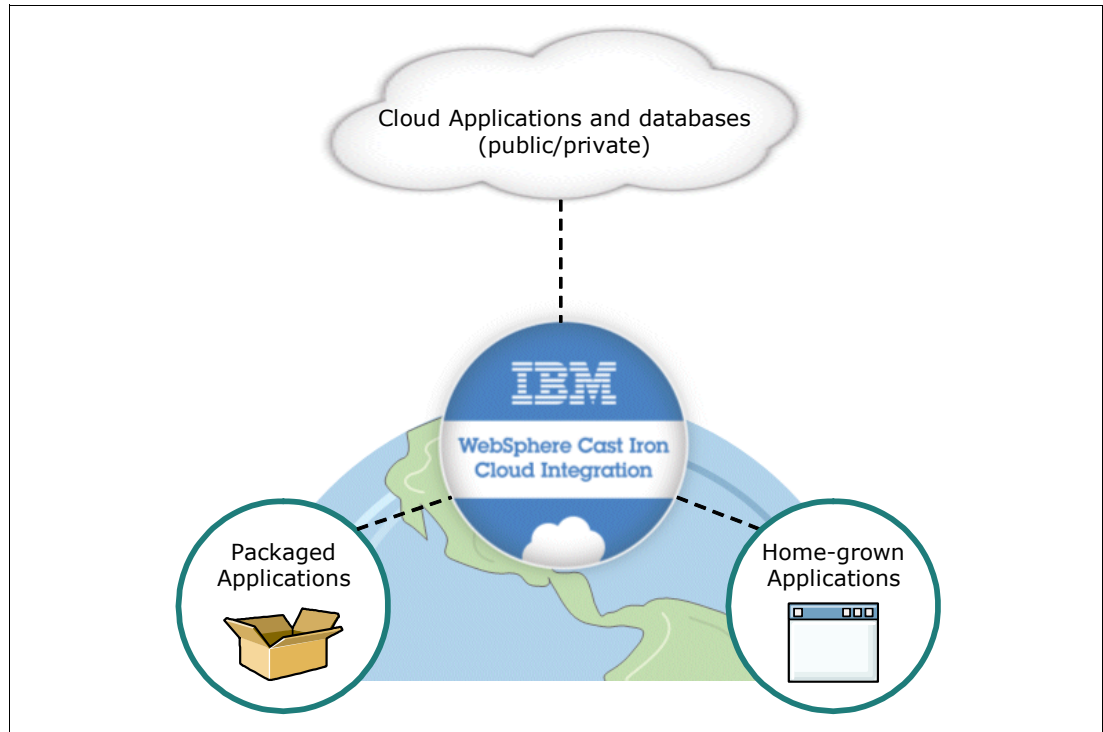 Cloud Applications and databases
(public/private)
IBM
WebSphere Cast Iron
Cloud Integration
Packaged
Applications
Home-grown
Applications